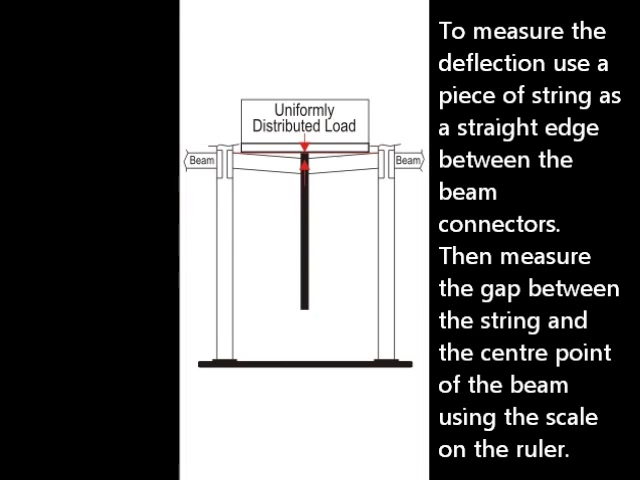 Uniformly
Distributed Load
Beam
Beam
To measure the
deflection use a
piece of string as
a straight edge
between the
beam
connectors.
Then measure
the gap between
the string and
the centre point
of the beam
using the scale
on the ruler.